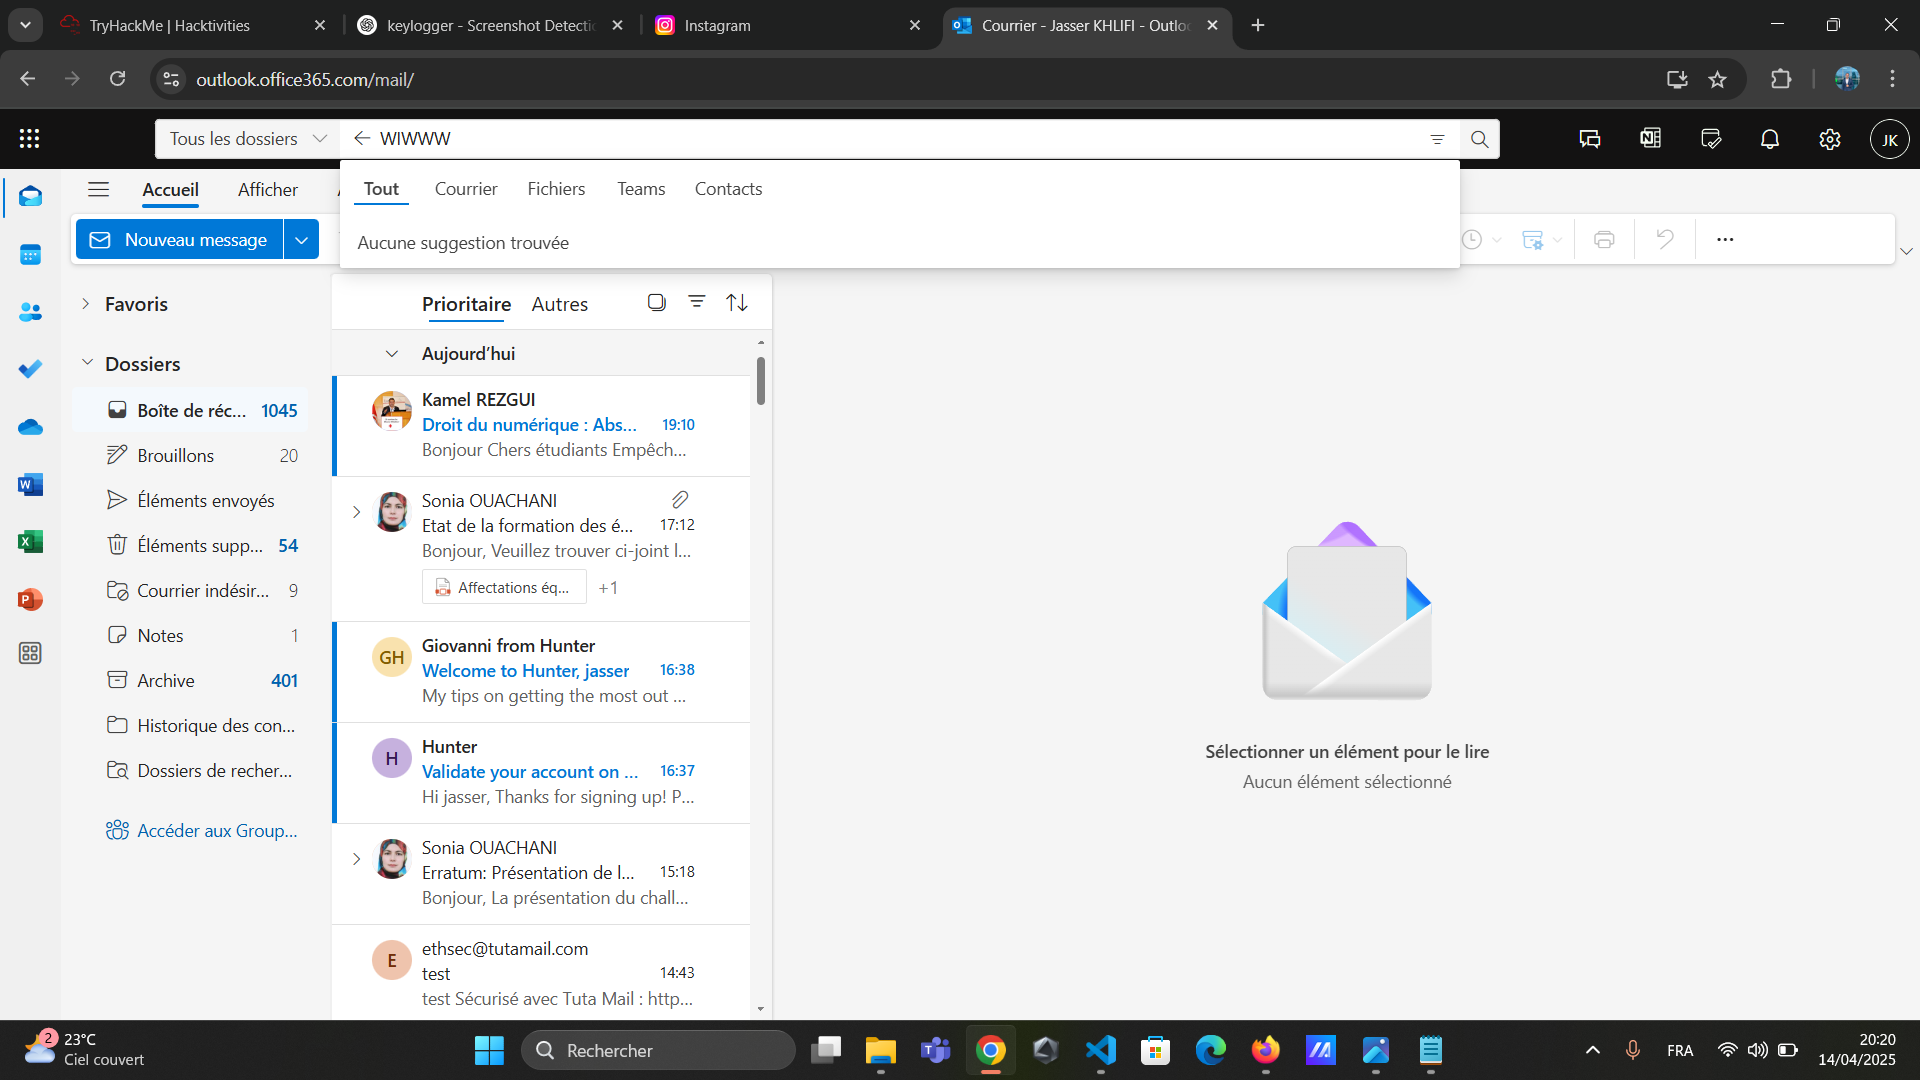 TryHackMe | Hacktivities
keylogger - Screenshot Detectic
Instagram
Courrier - Jasser KHLIFI - Outlo
outlook.office365.com/mail/
Tous les dossiers
WIWWW
JK
Accueil
Afficher
Tout
Courrier
Fichiers
Teams
Contacts
Aucune suggestion trouvée
Nouveau message
Favoris
Dossiers
Boîte de réc... 1045
Brouillons 20
Éléments envoyés
Éléments supp... 54
Courrier indésir... 9
Notes 1
Archive 401
Historique des con...
Dossiers de recher...
Accéder aux Group...
Prioritaire
Autres
Aujourd'hui
Kamel REZGUI
Droit du numérique : Abs... 19:10
Bonjour Chers étudiants Empêch...
Sonia OUACHANI
Etat de la formation des é... 17:12
Bonjour, Veuillez trouver ci-joint l...
Affectations éq... +1
GH
Giovanni from Hunter
Welcome to Hunter, jasser 16:38
My tips on getting the most out ...
H
Hunter
Validate your account on ... 16:37
Hi jasser, Thanks for signing up! P...
Sonia OUACHANI
Erratum: Présentation de l... 15:18
Bonjour, La présentation du chall...
E
ethsec@tutamail.com
test 14:43
test Sécurisé avec Tuta Mail : http...
Sélectionner un élément pour le lire
Aucun élément sélectionné
2
23°C
Ciel couvert
Rechercher
FRA
20:20
14/04/2025